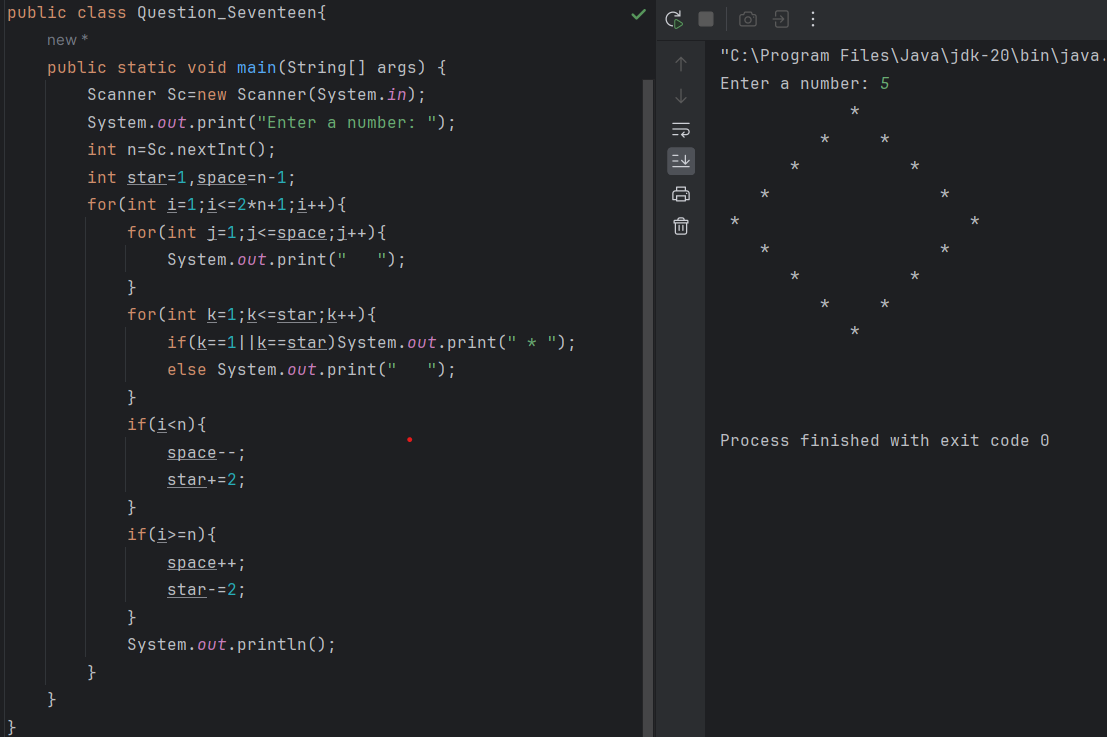 public class Question_Seventeen{
new *
public static void main(String[] args) {
Scanner Sc=new Scanner(System.in);
System.out.print("Enter a number: ");
int n=Sc.nextInt();
int star=1,space=n-1;
for(int i=1;i<=2*n+1;i++){
for(int j=1;j<=space;j++){
System.out.print("   ");
}
for(int k=1;k<=star;k++){
if(k==1||k==star)System.out.print(" * ");
else System.out.print("   ");
}
if(i<n){
space--;
star+=2;
}
if(i>=n){
space++;
star-=2;
}
System.out.println();
}
}
}
"C:\Program Files\Java\jdk-20\bin\java.
Enter a number: 5
             *
          *     *
       *           *
    *                 *
 *                       *
    *                 *
       *           *
          *     *
             *
Process finished with exit code 0